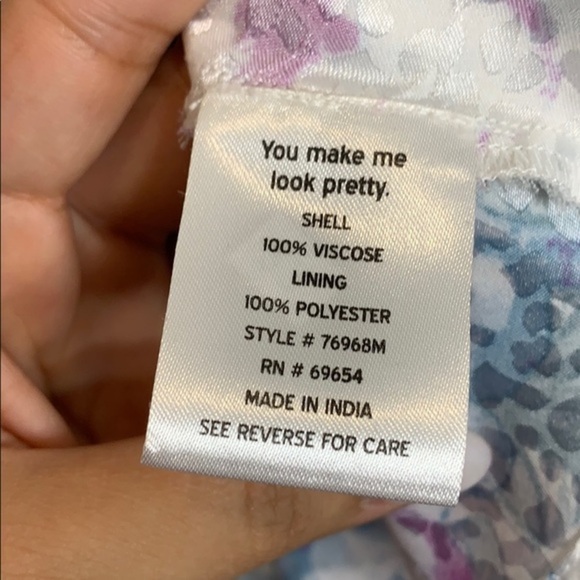 You make me
look pretty.
SHELL
100% VISCOSE
LINING
100% POLYESTER
STYLE # 76968M
RN # 69654
MADE IN INDIA
SEE REVERSE FOR CARE